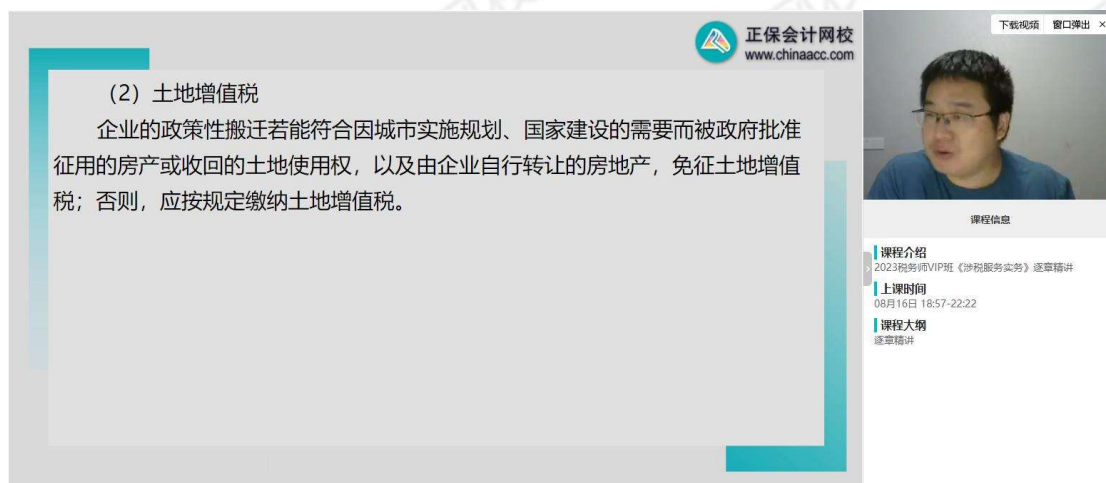 正保会计网校
www.chinaacc.com
(2)土地增值税
企业的政策性搬迁若能符合因城市实施规划、国家建设的需要而被政府批准
征用的房产或收回的土地使用权，以及由企业自行转让的房地产，免征土地增值
税；否则，应按规定缴纳土地增值税。
下载视频 窗口弹出 ×
课程信息
课程介绍
2023税务师VIP班《涉税服务实务》逐章精讲
上课时间
08月16日 18:57-22:22
课程大纲
逐章精讲